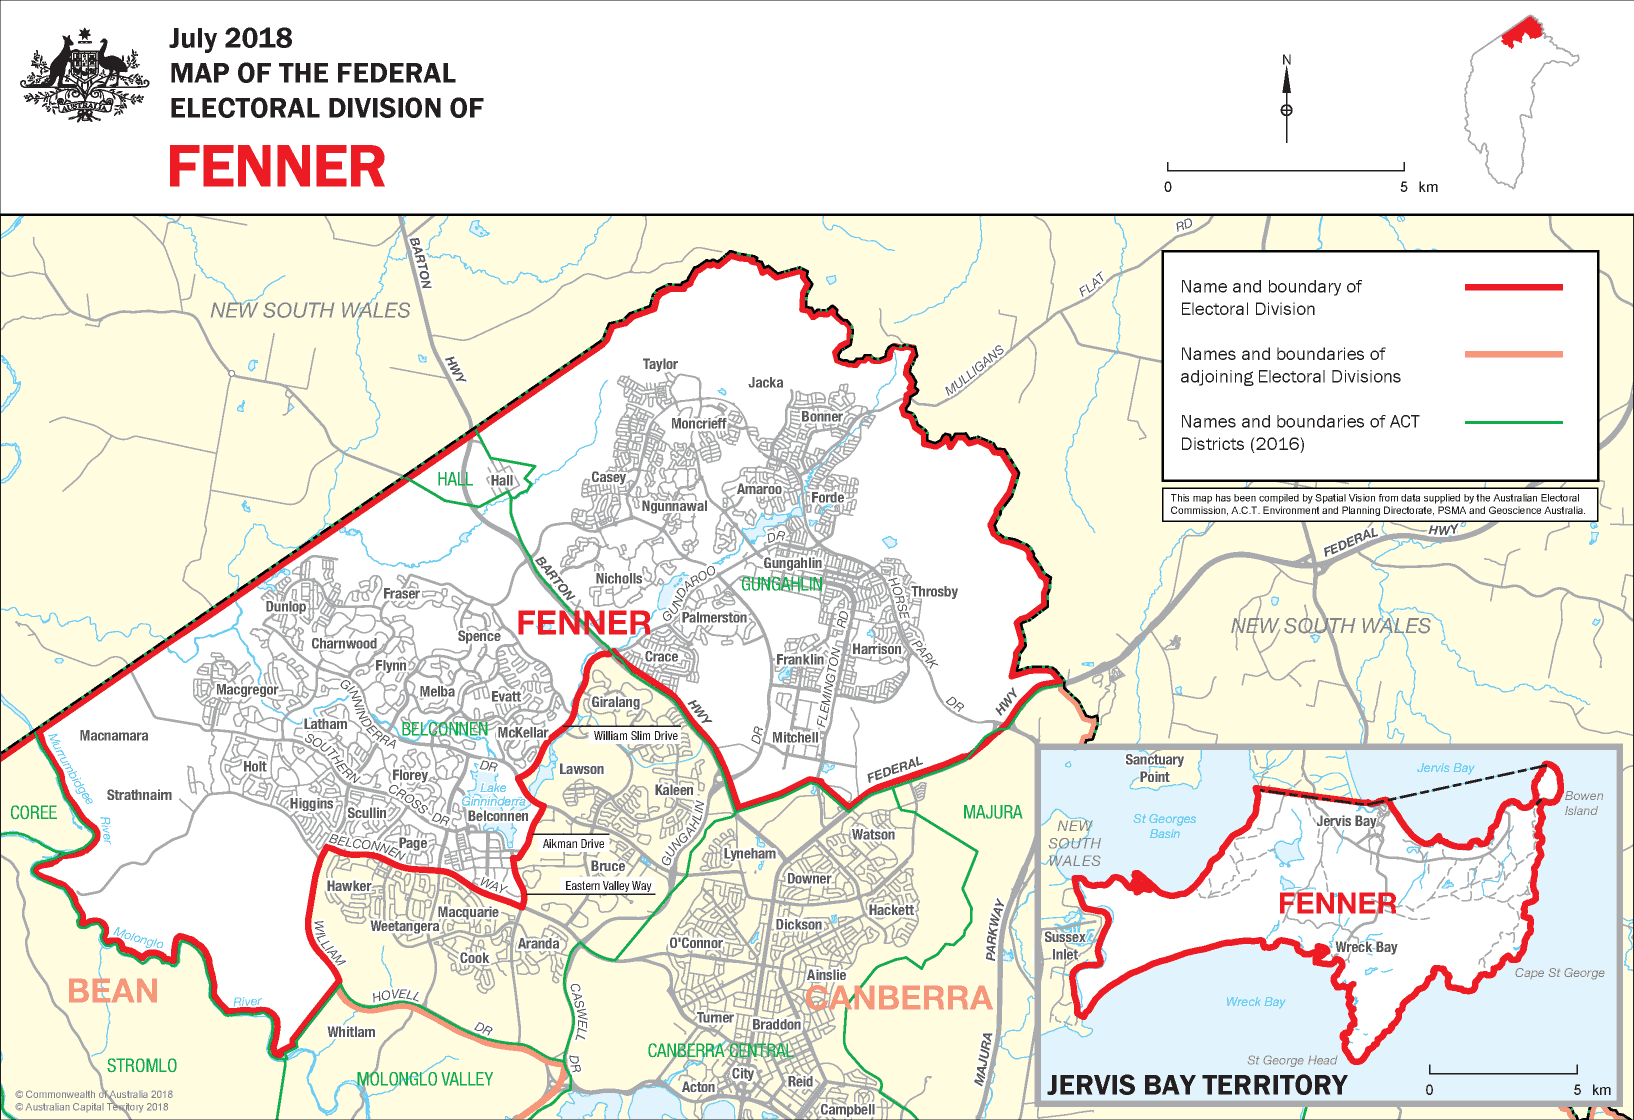 July 2018
MAP OF THE FEDERAL
ELECTORAL DIVISION OF
FENNER
AUSTRALIA
N
0 5 km
Name and boundary of
Electoral Division
Names and boundaries of
adjoining Electoral Divisions
Names and boundaries of ACT
Districts (2016)
This map has been compiled by Spatial Vision from data supplied by the Australian Electoral
Commission, A.C.T. Environment and Planning Directorate, PSMA and Geoscience Australia.
NEW SOUTH WALES
BARTON
HWY
RD
FLAT
MULLIGANS
Taylor
Jacka
Moncrieff
Bonner
HALL
Hall
Casey
Ngunnawal
Amaroo
Forde
DR
Gungahlin
GUNGAHLIN
BARTON
Nicholls
GUNDAROO
Palmerston
HORSE
PARK
DR
Throsby
FEDERAL
HWY
NEW SOUTH WALES
Fraser
Dunlop
FENNER
Spence
Charnwood
Flynn
Crace
Franklin
Harrison
FLEMINGTON
RD
Macgregor
GINNINDERRA
Melba
Evatt
Giralang
HWY
HWY
Latham
BELCONNEN
McKellar
William Slim Drive
DR
Mitchell
Macnamara
SOUTHERN
Murrumbidgee
River
Holt
DR
Lawson
FEDERAL
Florey
CROSS
DR
Lake
Ginninderra
Kaleen
Strathnairn
Higgins
Scullin
Belconnen
GUNGAHLIN
COREE
MAJURA
BELCONNEN
Page
Aikman Drive
Watson
Lyneham
Bruce
WAY
Eastern Valley Way
Downer
Hawker
Macquarie
Hackett
Weetangera
Dickson
WILLIAM
Molonglo
Aranda
O'Connor
PARKWAY
Cook
Ainslie
BEAN
HOVELL
CASWELL
CANBERRA
River
Whitlam
DR
Turner
Braddon
CANBERRA CENTRAL
MAJURA
STROMLO
MOLONGLO VALLEY
DR
City
Acton
Reid
Campbell
© Commonwealth of Australia 2018
© Australian Capital Territory 2018
Sanctuary
Point
Jervis Bay
Bowen
Island
St Georges
Basin
Jervis Bay
NEW
SOUTH
WALES
FENNER
Sussex
Inlet
Wreck Bay
Cape St George
Wreck Bay
St George Head
JERVIS BAY TERRITORY
0 5 km